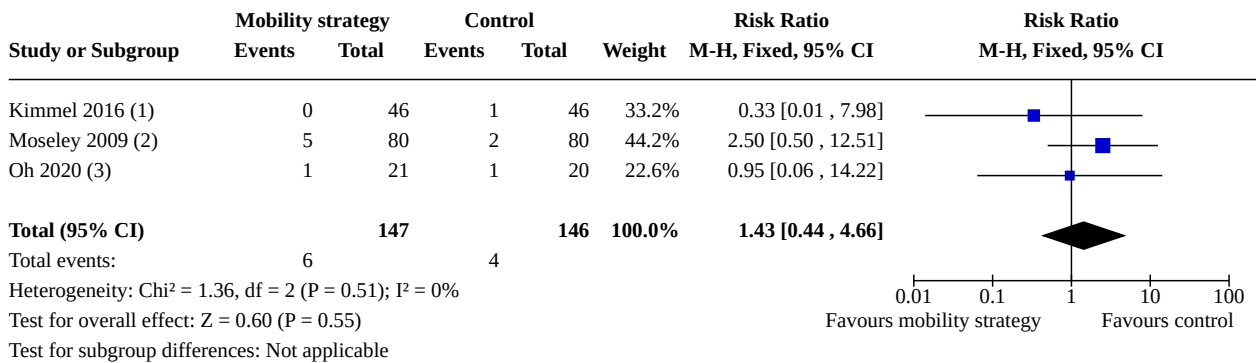 Mobility strategy Control Risk Ratio Risk Ratio
Study or Subgroup Events Total Events Total Weight M-H, Fixed, 95% CI M-H, Fixed, 95% CI
Kimmel 2016 (1) 0 46 1 46 33.2% 0.33 [0.01 , 7.98]
Moseley 2009 (2) 5 80 2 80 44.2% 2.50 [0.50 , 12.51]
Oh 2020 (3) 1 21 1 20 22.6% 0.95 [0.06 , 14.22]
Total (95% CI) 147 146 100.0% 1.43 [0.44 , 4.66]
Total events: 6 4
Heterogeneity: Chi² = 1.36, df = 2 (P = 0.51); I² = 0%
0.01 0.1 1 10 100
Test for overall effect: Z = 0.60 (P = 0.55) Favours mobility strategy Favours control
Test for subgroup differences: Not applicable